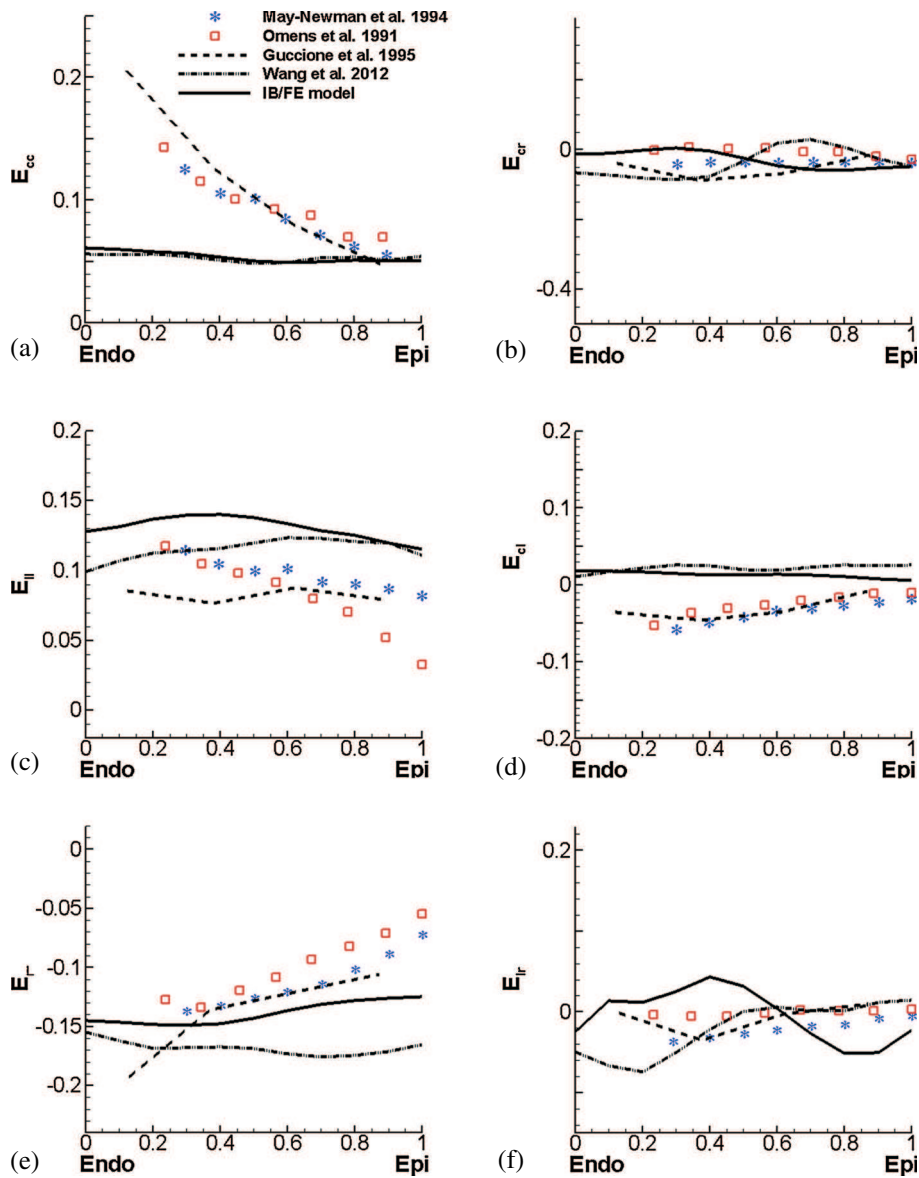 May-Newman et al. 1994
Omens et al. 1991
Guccione et al. 1995
Wang et al. 2012
IB/FE model
0.2
0.1
0
E_cc
0 0.2 0.4 0.6 0.8 1
(a) Endo Epi
0
-0.4
E_cr
0 0.2 0.4 0.6 0.8 1
(b) Endo Epi
0.2
0.15
0.1
0.05
0
E_ll
0 0.2 0.4 0.6 0.8 1
(c) Endo Epi
0.2
0.1
0.05
0
-0.05
-0.1
-0.2
E_cl
0 0.2 0.4 0.6 0.8 1
(d) Endo Epi
0
-0.05
-0.1
-0.15
-0.2
E_rr
0 0.2 0.4 0.6 0.8 1
(e) Endo Epi
0.2
0
E_lr
0 0.2 0.4 0.6 0.8 1
(f) Endo Epi